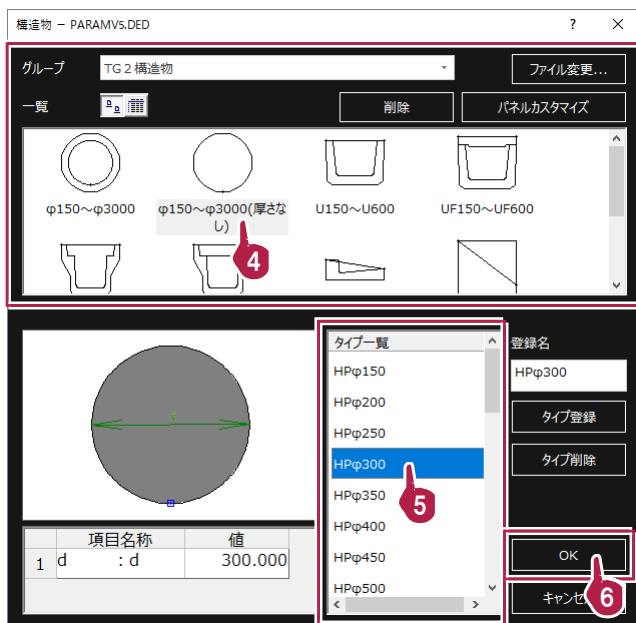 構造物 − PARAMV5.DED
? ×
グループ TG２構造物 ファイル変更...
一覧 削除 パネルカスタマイズ
φ150～φ3000 φ150～φ3000(厚さな
し) U150～U600 UF150～UF600
4
タイプ一覧 登録名
HPφ150 HPφ300
HPφ200
タイプ登録
HPφ250
HPφ300 タイプ削除
HPφ350
5
HPφ400
項目名称 値
1 d : d 300.000
HPφ450 OK
HPφ500
6